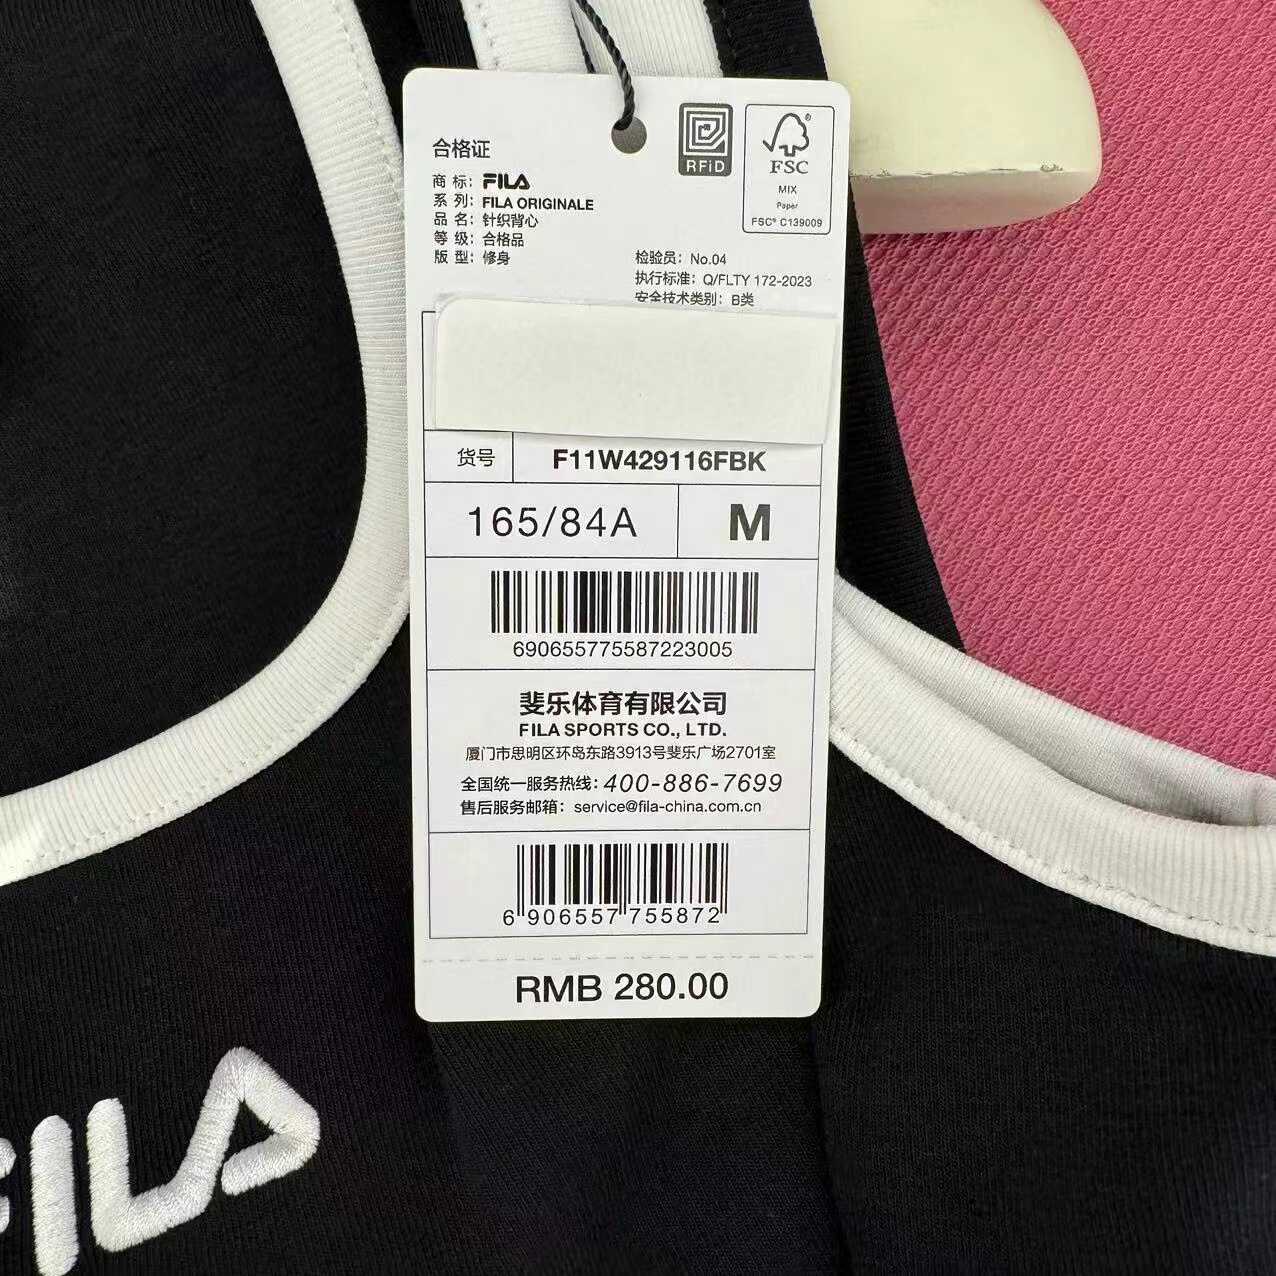 合格证
商 标：FILA
系 列：FILA ORIGINALE
品 名：针织背心
等 级：合格品
版 型：修身
RFiD
FSC®
MIX
Paper
FSC® C139009
检验员：No.04
执行标准：Q/FLTY 172-2023
安全技术类别：B类
货号 F11W429116FBK
165/84A M
690655775587223005
斐乐体育有限公司
FILA SPORTS CO., LTD.
厦门市思明区环岛东路3913号斐乐广场2701室
全国统一服务热线：400-886-7699
售后服务邮箱：service@fila-china.com.cn
6 906557 755872
RMB 280.00
FILA